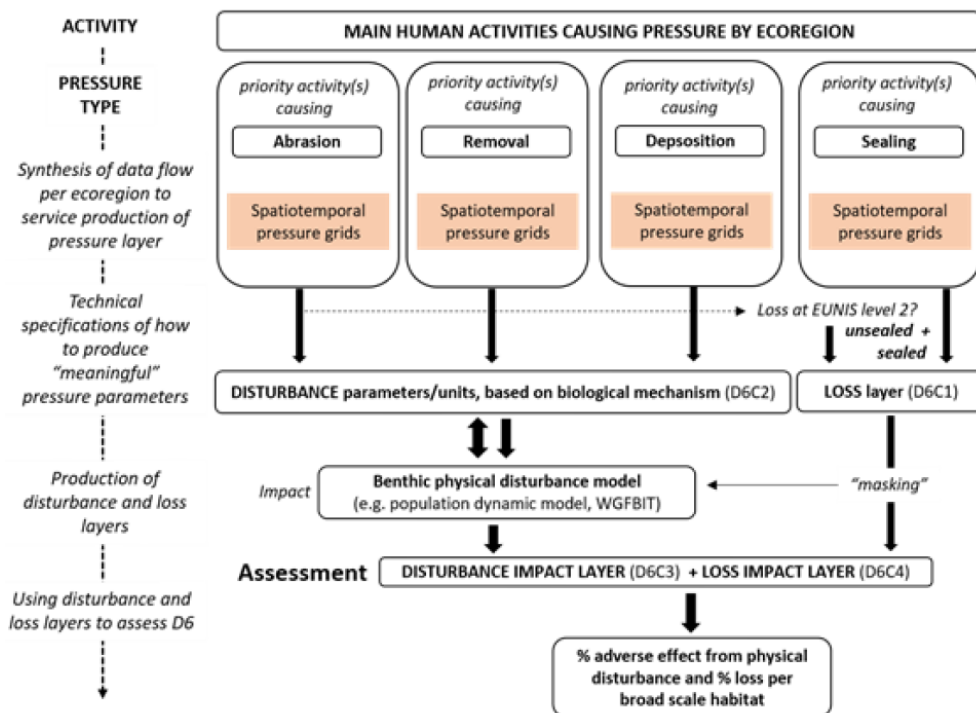 ACTIVITY
MAIN HUMAN ACTIVITIES CAUSING PRESSURE BY ECOREGION
PRESSURE
TYPE
priority activity(s)
causing
Abrasion
Spatiotemporal
pressure grids
priority activity(s)
causing
Removal
Spatiotemporal
pressure grids
priority activity(s)
causing
Depsosition
Spatiotemporal
pressure grids
priority activity(s)
causing
Sealing
Spatiotemporal
pressure grids
Synthesis of data flow
per ecoregion to
service production of
pressure layer
Technical
specifications of how
to produce
“meaningful”
pressure parameters
Loss at EUNIS level 2?
unsealed +
sealed
DISTURBANCE parameters/units, based on biological mechanism (D6C2)
LOSS layer (D6C1)
Production of
disturbance and loss
layers
Impact
Benthic physical disturbance model
(e.g. population dynamic model, WGFBIT)
“masking”
Assessment
DISTURBANCE IMPACT LAYER (D6C3) + LOSS IMPACT LAYER (D6C4)
Using disturbance and
loss layers to assess D6
% adverse effect from physical
disturbance and % loss per
broad scale habitat